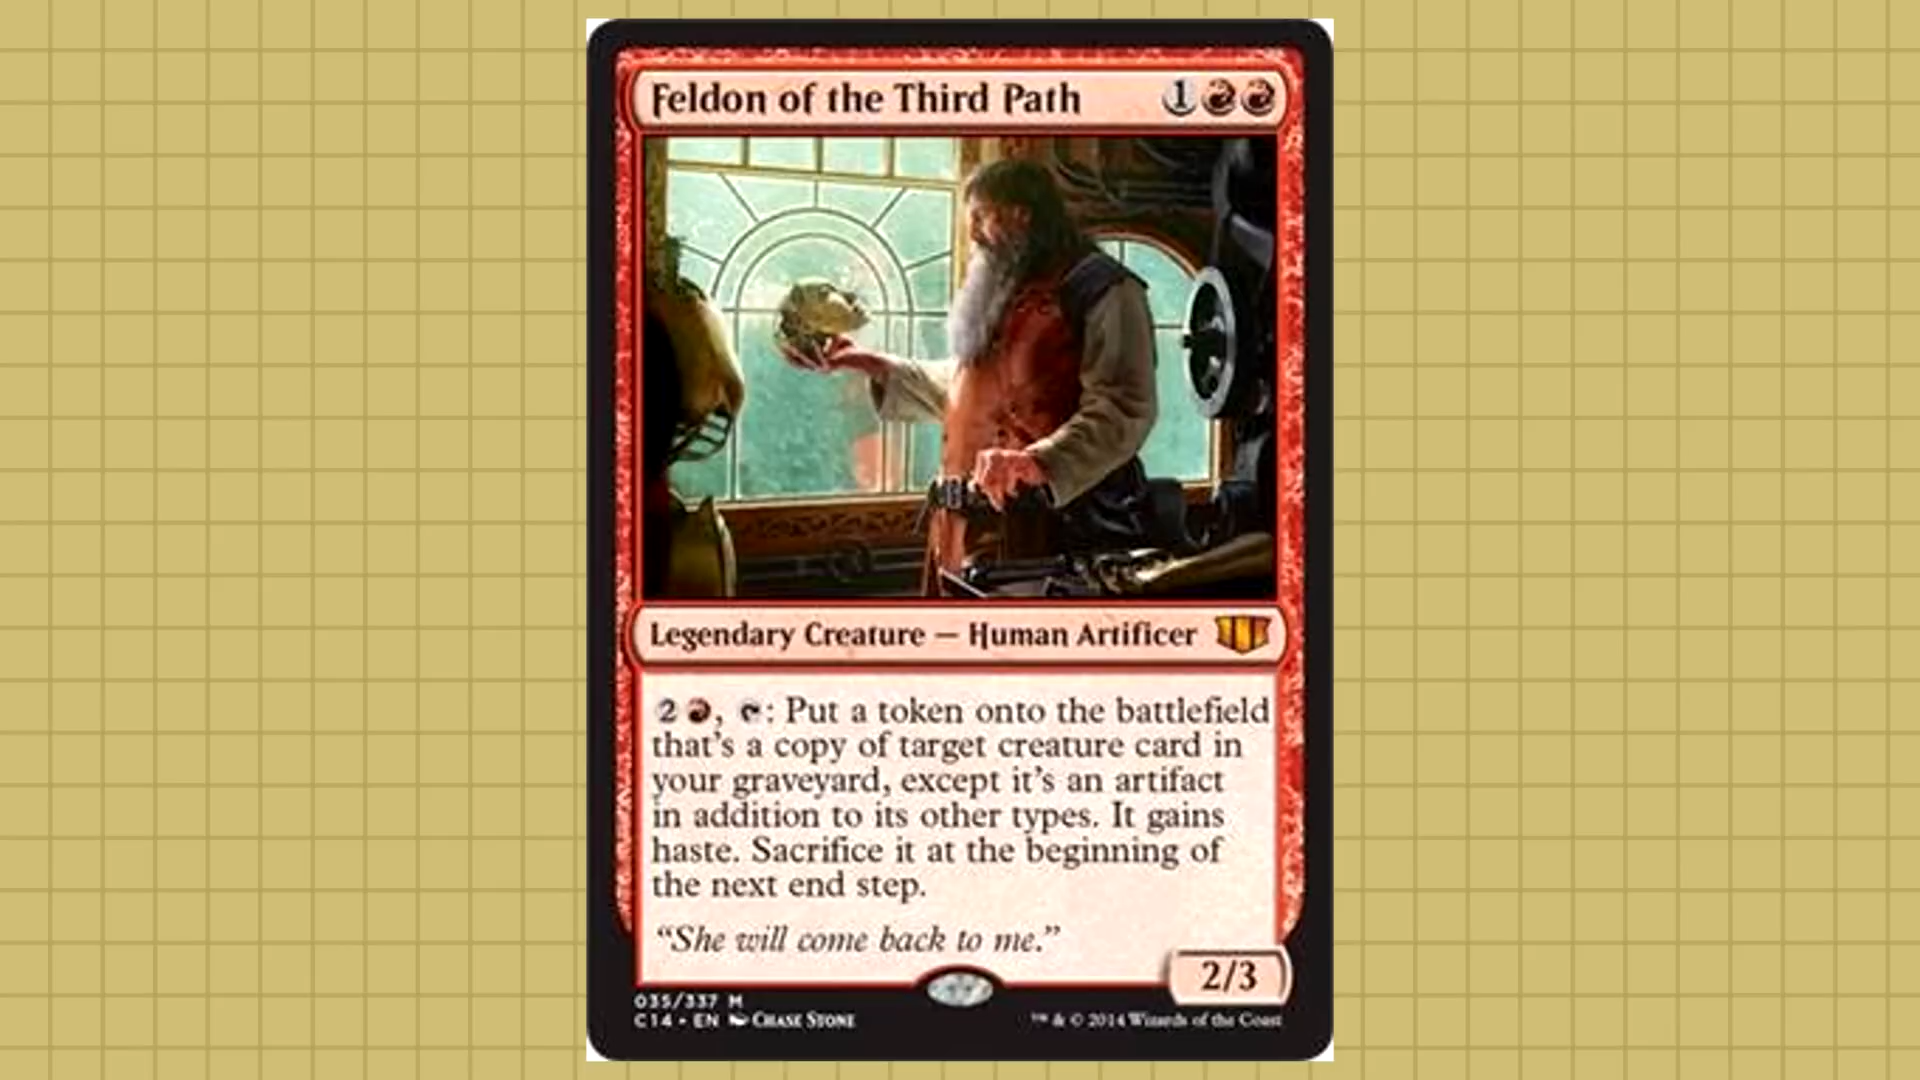 Feldon of the Third Path 1
Legendary Creature — Human Artificer
2 , : Put a token onto the battlefield
that's a copy of target creature card in
your graveyard, except it's an artifact
in addition to its other types. It gains
haste. Sacrifice it at the beginning of
the next end step.
“She will come back to me.”
2/3
035/337 M
C14 • EN Chase Stone
™ & © 2014 Wizards of the Coast